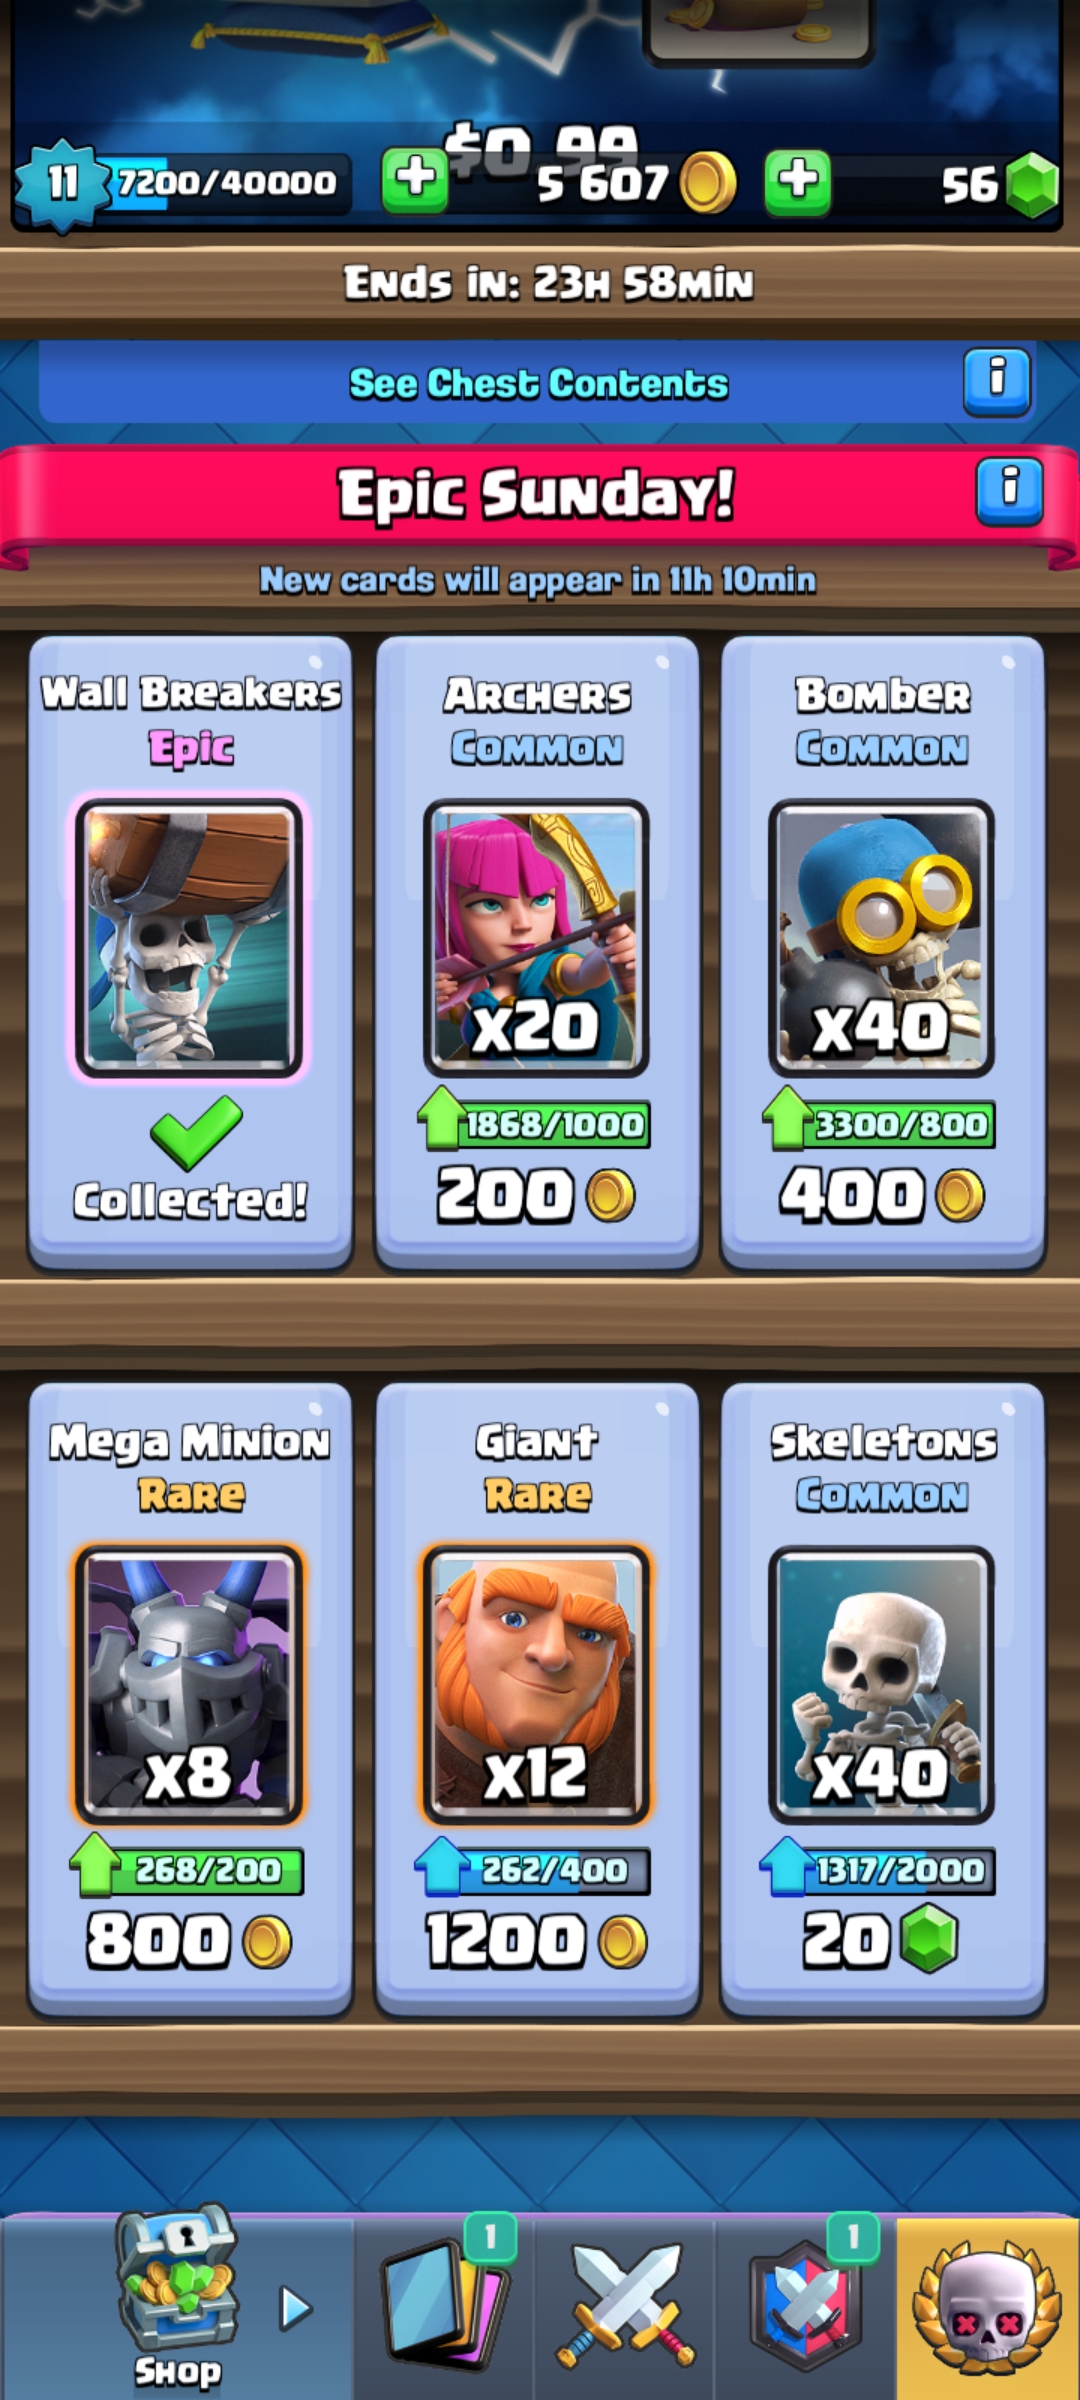 $0.99
11 7200/40000 5 607 56
Ends in: 23h 58min
See Chest Contents i
Epic Sunday! i
New cards will appear in 11h 10min
Wall Breakers
Epic
Collected!
Archers
Common
x20
1868/1000
200
Bomber
Common
x40
3300/800
400
Mega Minion
Rare
x8
268/200
800
Giant
Rare
x12
262/400
1200
Skeletons
Common
x40
1317/2000
20
Shop
1
1